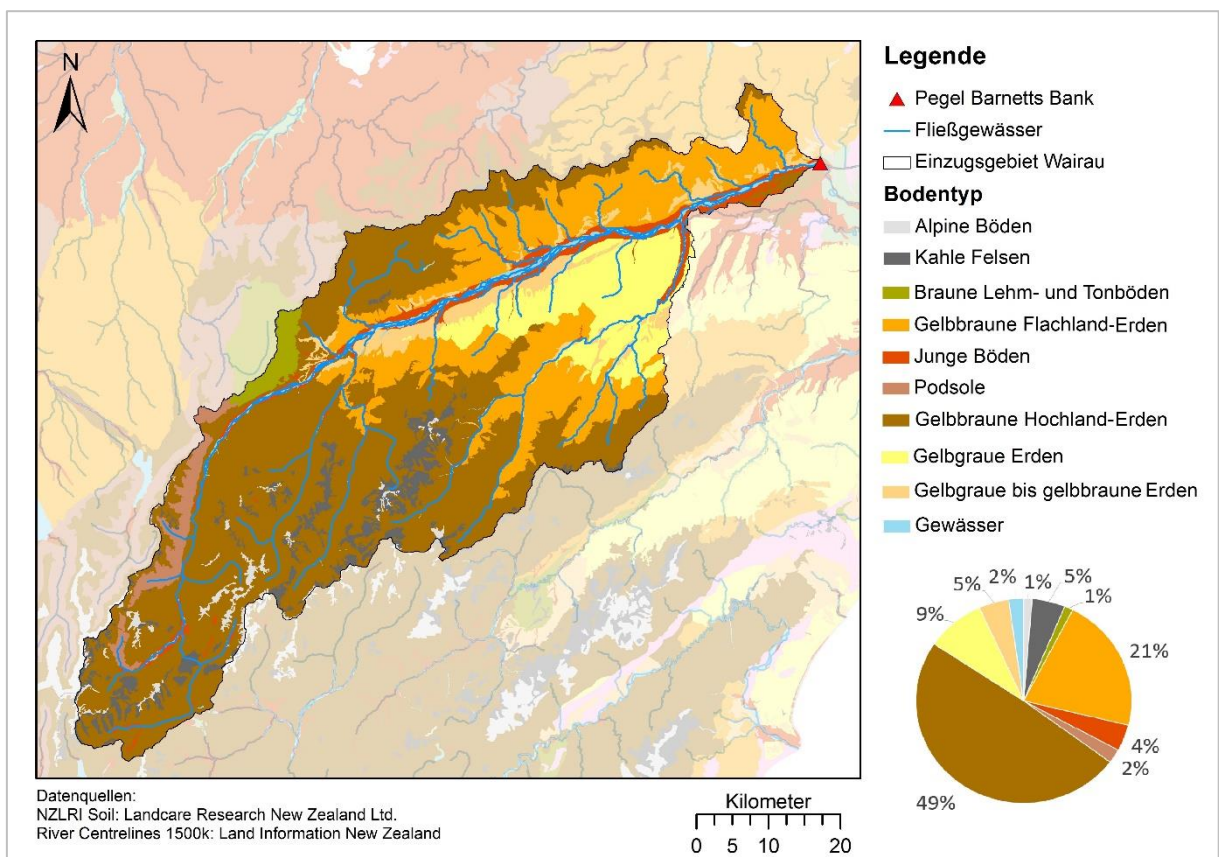 N
Legende
Pegel Barnetts Bank
Fließgewässer
Einzugsgebiet Wairau
Bodentyp
Alpine Böden
Kahle Felsen
Braune Lehm- und Tonböden
Gelbbraune Flachland-Erden
Junge Böden
Podsole
Gelbbraune Hochland-Erden
Gelbgraue Erden
Gelbgraue bis gelbbraune Erden
Gewässer
5% 2% 1% 5% 1%
9%
21%
4%
2%
49%
Datenquellen:
NZLRI Soil: Landcare Research New Zealand Ltd.
River Centrelines 1500k: Land Information New Zealand
Kilometer
0 5 10 20